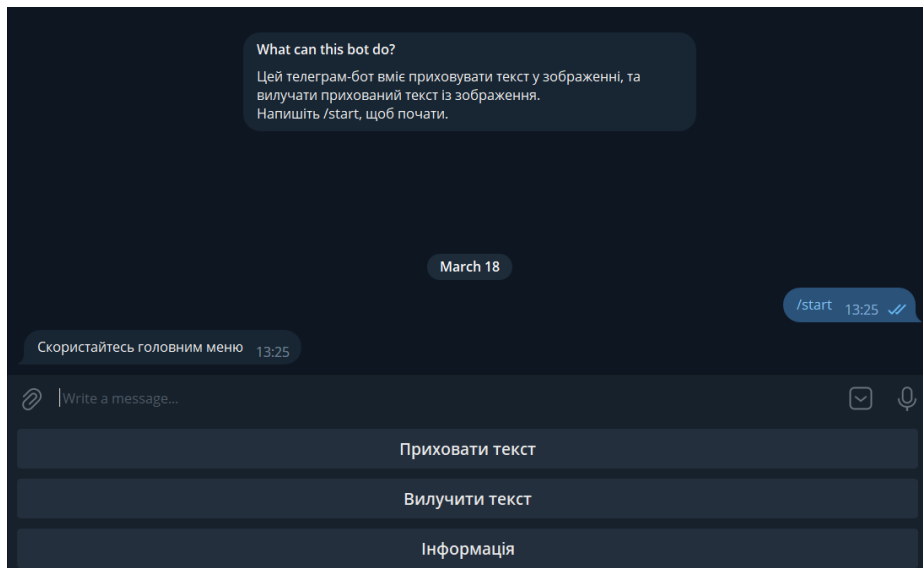 What can this bot do?
Цей телеграм-бот вміє приховувати текст у зображенні, та
вилучати прихований текст із зображення.
Напишіть /start, щоб почати.
March 18
/start 13:25
Скористайтесь головним меню 13:25
Write a message...
Приховати текст
Вилучити текст
Інформація